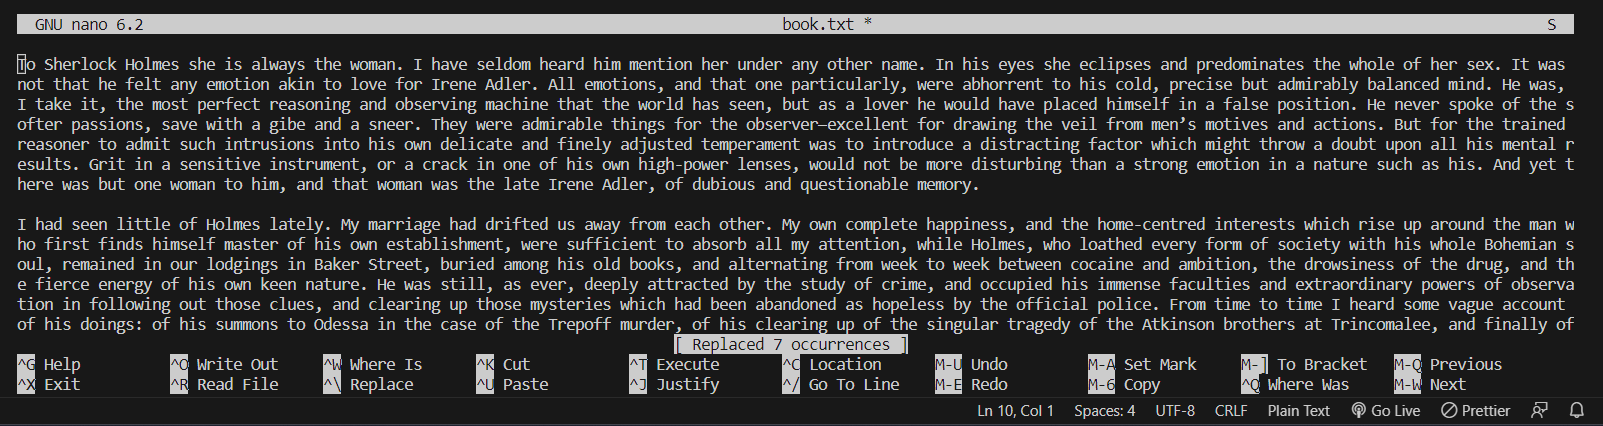 GNU nano 6.2 book.txt * S
To Sherlock Holmes she is always the woman. I have seldom heard him mention her under any other name. In his eyes she eclipses and predominates the whole of her sex. It was
not that he felt any emotion akin to love for Irene Adler. All emotions, and that one particularly, were abhorrent to his cold, precise but admirably balanced mind. He was,
I take it, the most perfect reasoning and observing machine that the world has seen, but as a lover he would have placed himself in a false position. He never spoke of the s
ofter passions, save with a gibe and a sneer. They were admirable things for the observer—excellent for drawing the veil from men’s motives and actions. But for the trained
reasoner to admit such intrusions into his own delicate and finely adjusted temperament was to introduce a distracting factor which might throw a doubt upon all his mental r
esults. Grit in a sensitive instrument, or a crack in one of his own high-power lenses, would not be more disturbing than a strong emotion in a nature such as his. And yet t
here was but one woman to him, and that woman was the late Irene Adler, of dubious and questionable memory.
I had seen little of Holmes lately. My marriage had drifted us away from each other. My own complete happiness, and the home-centred interests which rise up around the man w
ho first finds himself master of his own establishment, were sufficient to absorb all my attention, while Holmes, who loathed every form of society with his whole Bohemian s
oul, remained in our lodgings in Baker Street, buried among his old books, and alternating from week to week between cocaine and ambition, the drowsiness of the drug, and th
e fierce energy of his own keen nature. He was still, as ever, deeply attracted by the study of crime, and occupied his immense faculties and extraordinary powers of observa
tion in following out those clues, and clearing up those mysteries which had been abandoned as hopeless by the official police. From time to time I heard some vague account
of his doings: of his summons to Odessa in the case of the Trepoff murder, of his clearing up of the singular tragedy of the Atkinson brothers at Trincomalee, and finally of
[ Replaced 7 occurrences ]
^G Help ^O Write Out ^W Where Is ^K Cut ^T Execute ^C Location M-U Undo M-A Set Mark M-] To Bracket M-Q Previous
^X Exit ^R Read File ^\ Replace ^U Paste ^J Justify ^/ Go To Line M-E Redo M-6 Copy ^Q Where Was M-W Next
Ln 10, Col 1 Spaces: 4 UTF-8 CRLF Plain Text Go Live Prettier